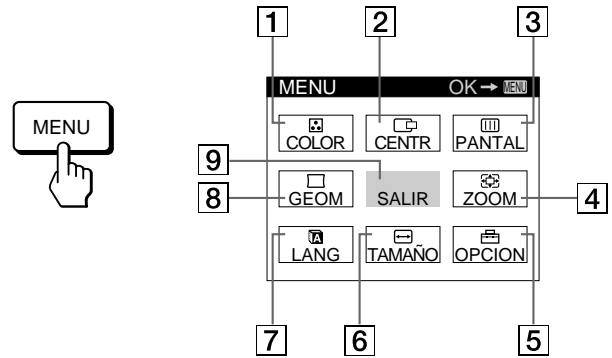 1 2 3
MENU OK → MENU
MENU
COLOR CENTR PANTAL
9
8 GEOM SALIR ZOOM 4
LANG TAMAÑO OPCION
7 6 5